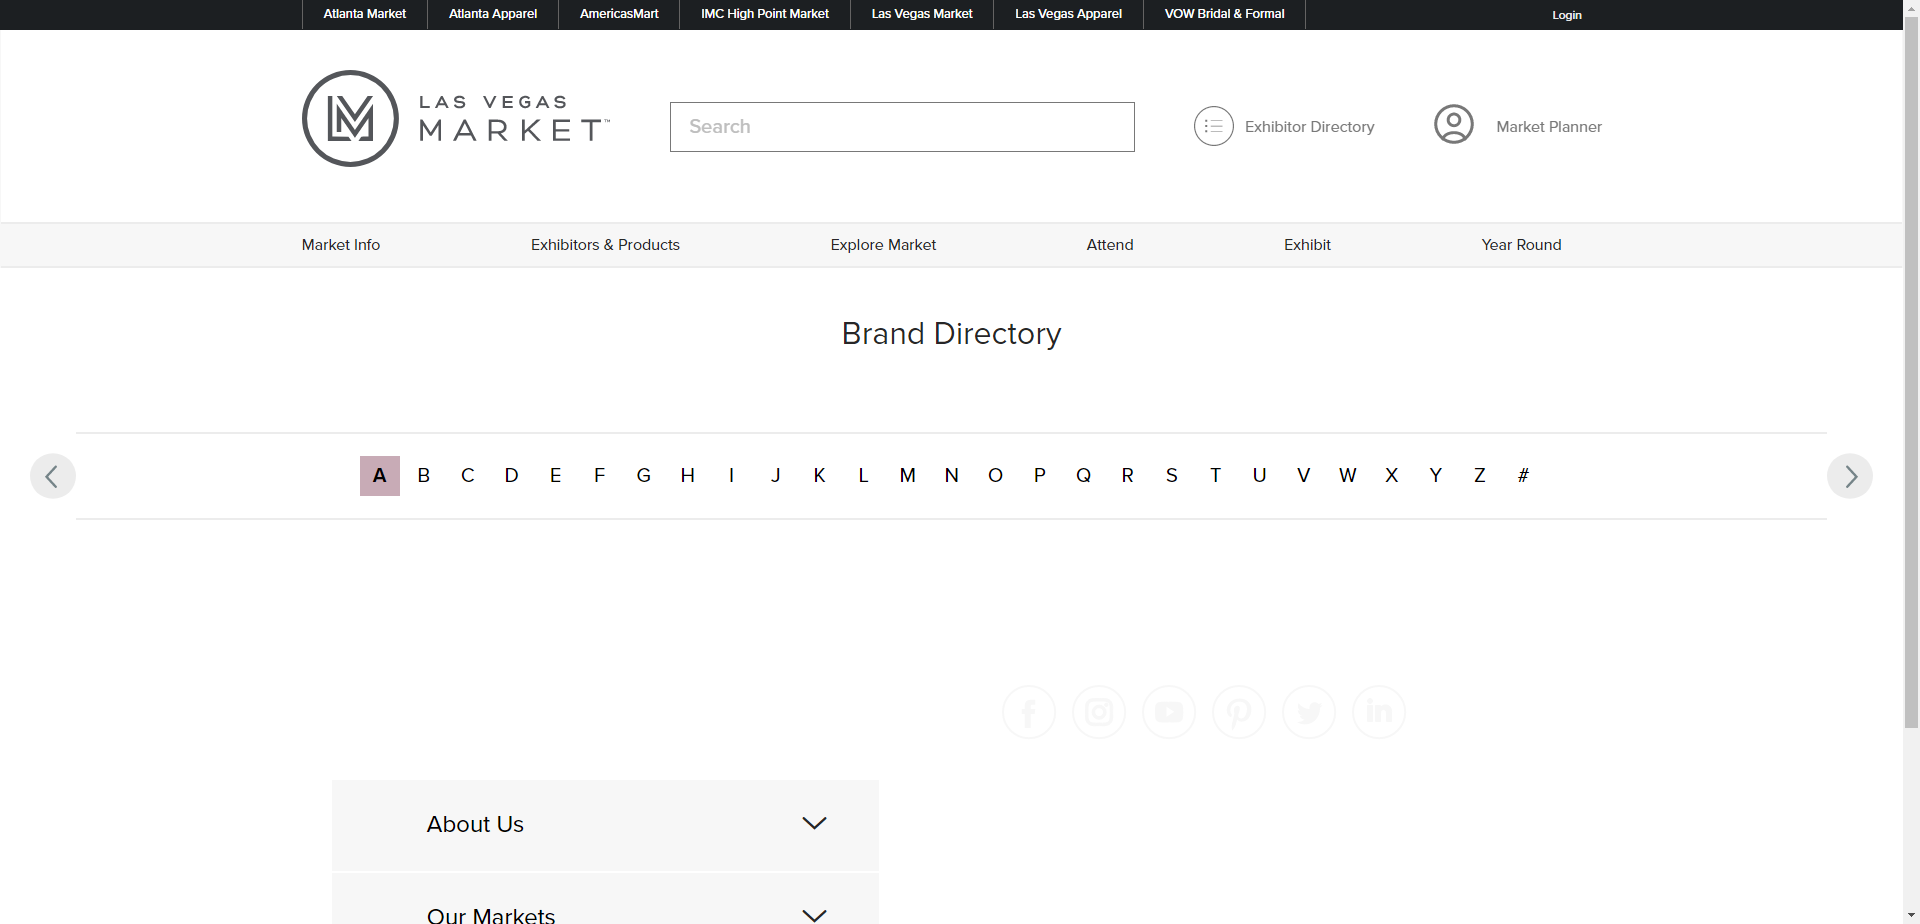 Atlanta Market Atlanta Apparel AmericasMart IMC High Point Market Las Vegas Market Las Vegas Apparel VOW Bridal & Formal Login
LAS VEGAS
MARKET™
Search
Exhibitor Directory
Market Planner
Market Info Exhibitors & Products Explore Market Attend Exhibit Year Round
Brand Directory
A B C D E F G H I J K L M N O P Q R S T U V W X Y Z #
About Us
Our Markets